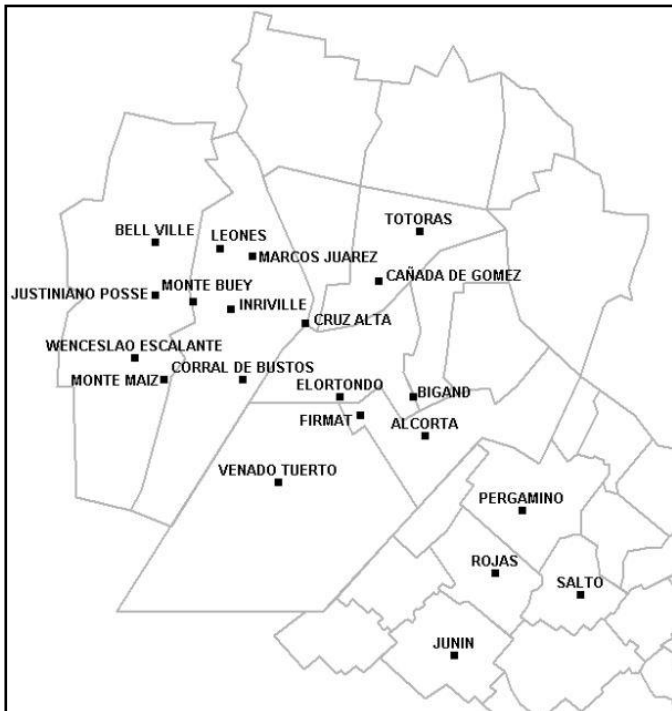 TOTORAS
BELL VILLE
LEONES
MARCOS JUAREZ
CAÑADA DE GOMEZ
MONTE BUEY
JUSTINIANO POSSE
INRIVILLE
CRUZ ALTA
WENCESLAO ESCALANTE
CORRAL DE BUSTOS
MONTE MAIZ
ELORTONDO
BIGAND
FIRMAT
ALCORTA
VENADO TUERTO
PERGAMINO
ROJAS
SALTO
JUNIN